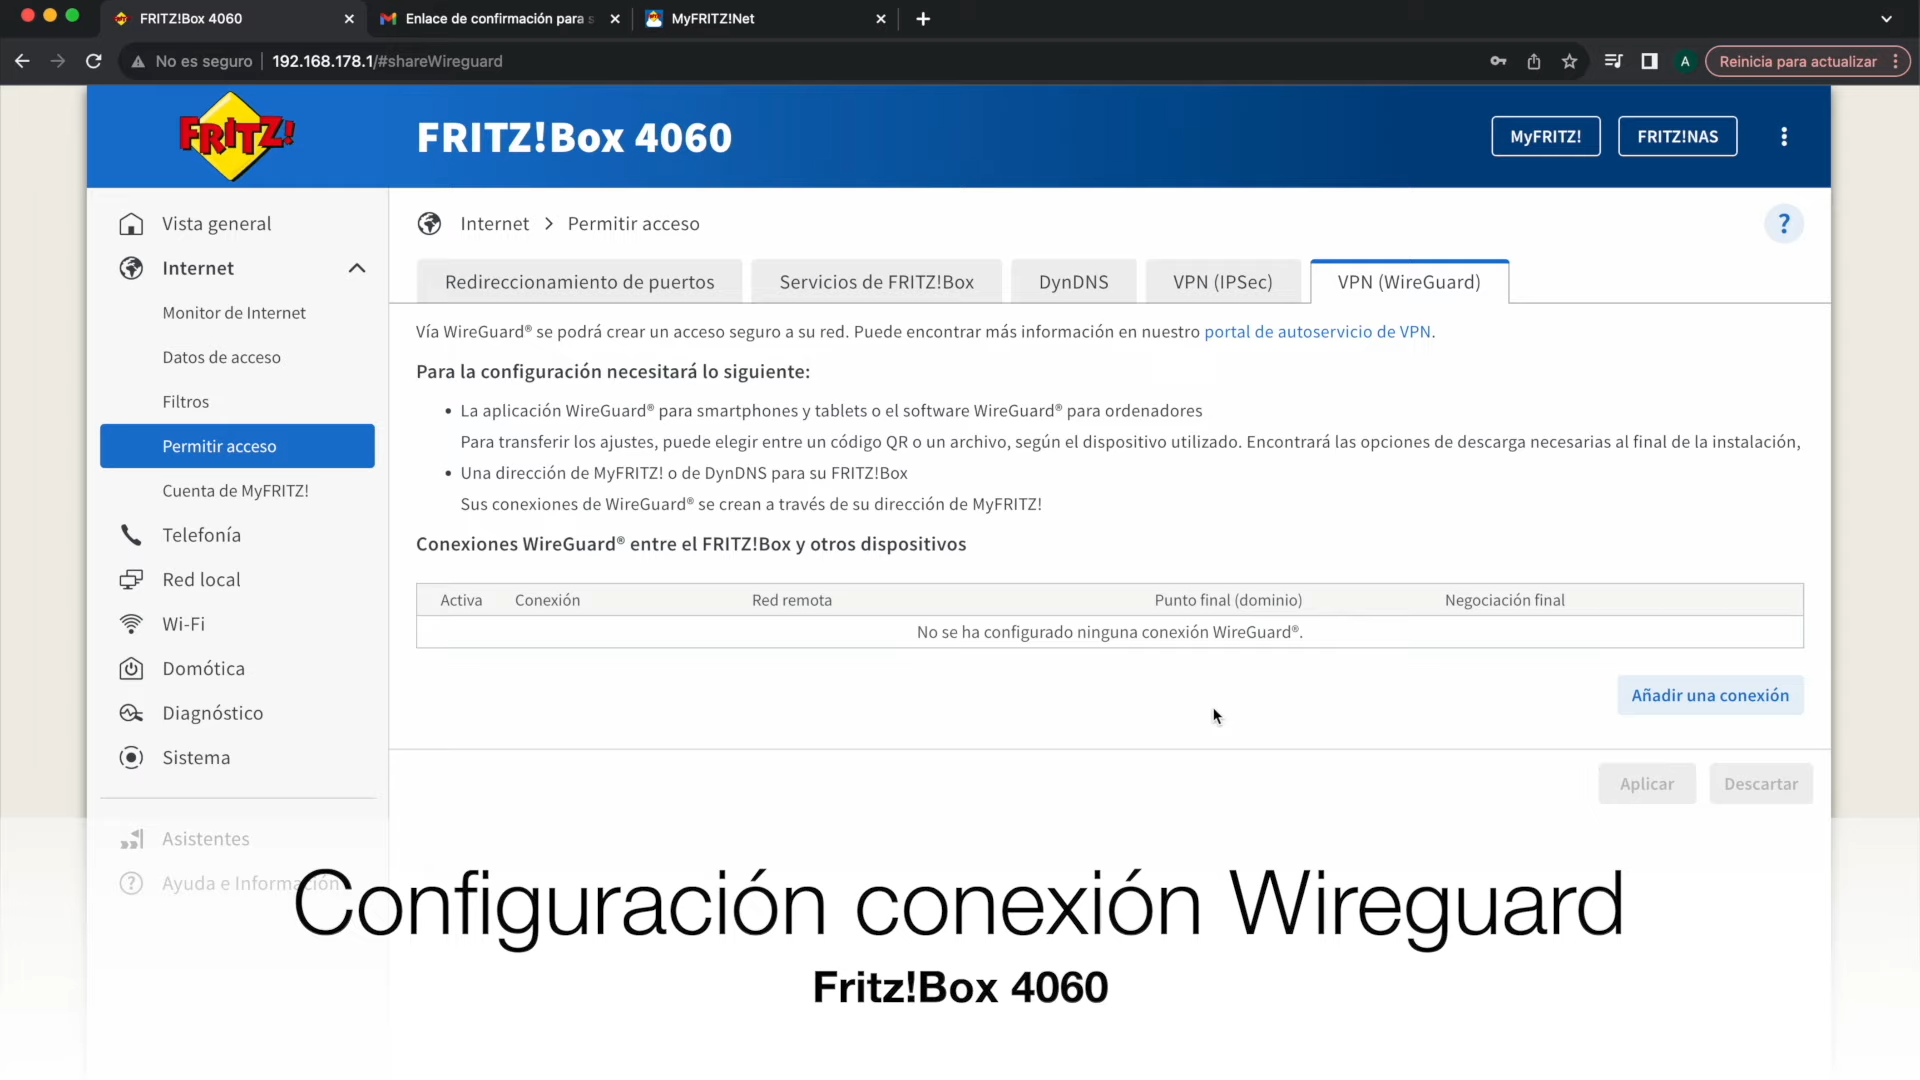 FRITZ!Box 4060
Enlace de confirmación para s
MyFRITZ!Net
No es seguro
192.168.178.1/#shareWireguard
A
Reinicia para actualizar
FRITZ!
FRITZ!Box 4060
MyFRITZ!
FRITZ!NAS
Vista general
Internet
Monitor de Internet
Datos de acceso
Filtros
Permitir acceso
Cuenta de MyFRITZ!
Telefonía
Red local
Wi-Fi
Domótica
Diagnóstico
Sistema
Asistentes
Ayuda e Información
Internet > Permitir acceso
?
Redireccionamiento de puertos
Servicios de FRITZ!Box
DynDNS
VPN (IPSec)
VPN (WireGuard)
Vía WireGuard® se podrá crear un acceso seguro a su red. Puede encontrar más información en nuestro portal de autoservicio de VPN.
Para la configuración necesitará lo siguiente:
• La aplicación WireGuard® para smartphones y tablets o el software WireGuard® para ordenadores
Para transferir los ajustes, puede elegir entre un código QR o un archivo, según el dispositivo utilizado. Encontrará las opciones de descarga necesarias al final de la instalación,
• Una dirección de MyFRITZ! o de DynDNS para su FRITZ!Box
Sus conexiones de WireGuard® se crean a través de su dirección de MyFRITZ!
Conexiones WireGuard® entre el FRITZ!Box y otros dispositivos
Activa Conexión Red remota Punto final (dominio) Negociación final
No se ha configurado ninguna conexión WireGuard®.
Añadir una conexión
Aplicar
Descartar
Configuración conexión Wireguard
Fritz!Box 4060